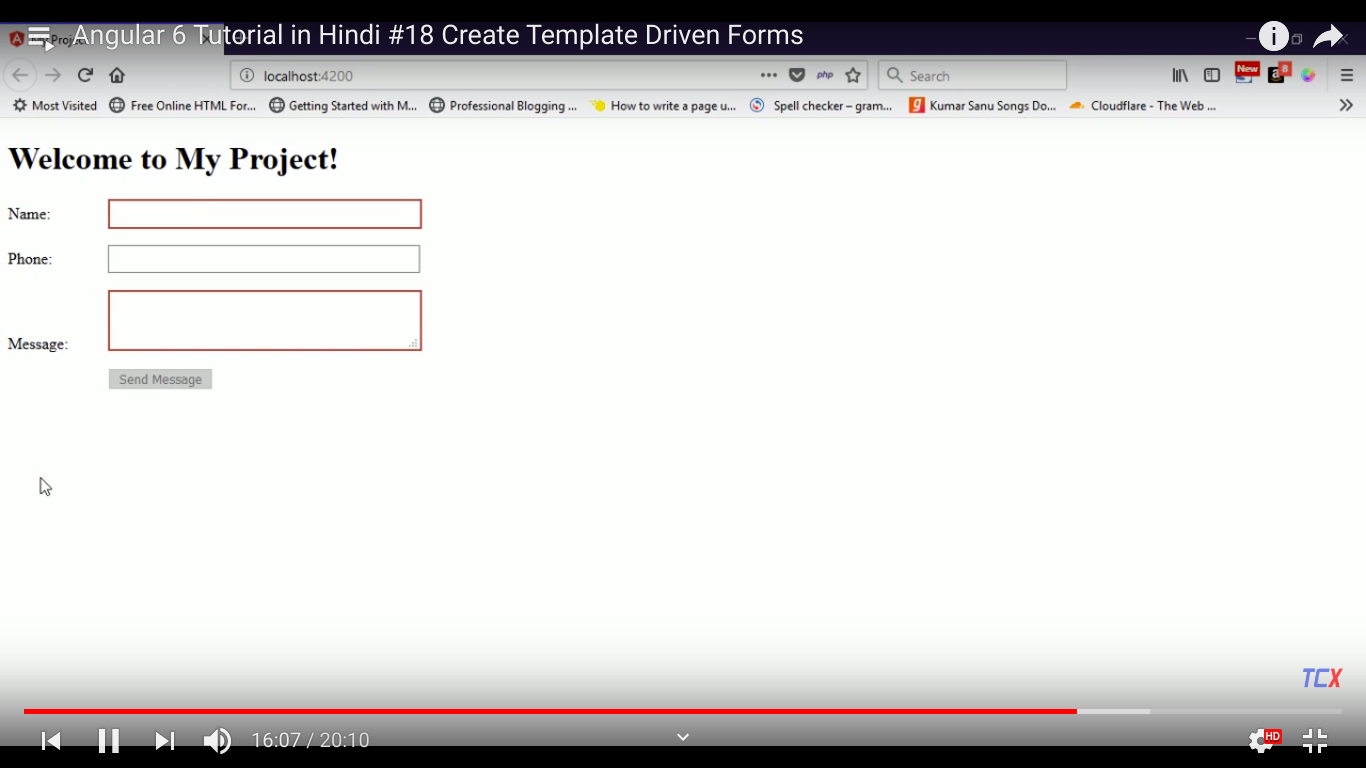 Angular 6 Tutorial in Hindi #18 Create Template Driven Forms
localhost:4200
php
Search
New
a
8
Most Visited
Free Online HTML For...
Getting Started with M...
Professional Blogging ...
How to write a page u...
Spell checker – gram...
g
Kumar Sanu Songs Do...
Cloudflare - The Web ...
Welcome to My Project!
Name:
Phone:
Message:
Send Message
TCX
16:07 / 20:10
HD